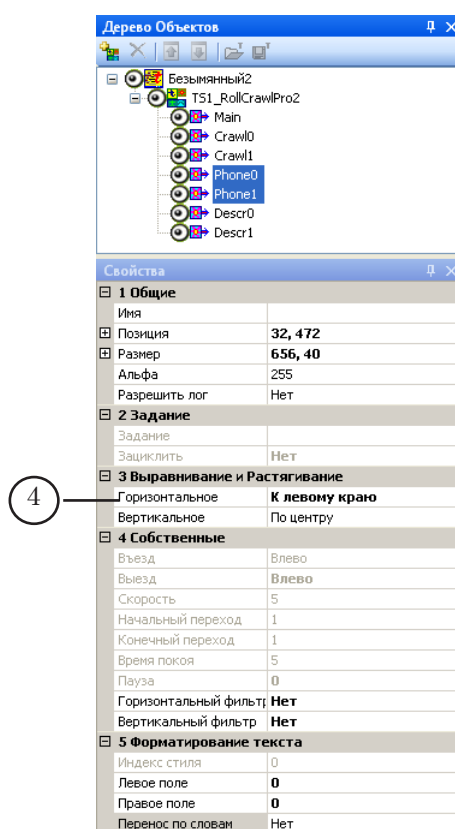 Дерево Объектов
Безымянный2
TS1_RollCrawlPro2
Main
Crawl0
Crawl1
Phone0
Phone1
Descr0
Descr1
Свойства
1 Общие
Имя
Позиция 32, 472
Размер 656, 40
Альфа 255
Разрешить лог Нет
2 Задание
Задание
Зациклить Нет
3 Выравнивание и Растягивание
4 Горизонтальное К левому краю
Вертикальное По центру
4 Собственные
Въезд Влево
Выезд Влево
Скорость 5
Начальный переход 1
Конечный переход 1
Время покоя 5
Пауза 0
Горизонтальный фильтр Нет
Вертикальный фильтр Нет
5 Форматирование текста
Индекс стиля 0
Левое поле 0
Правое поле 0
Перенос по словам Нет